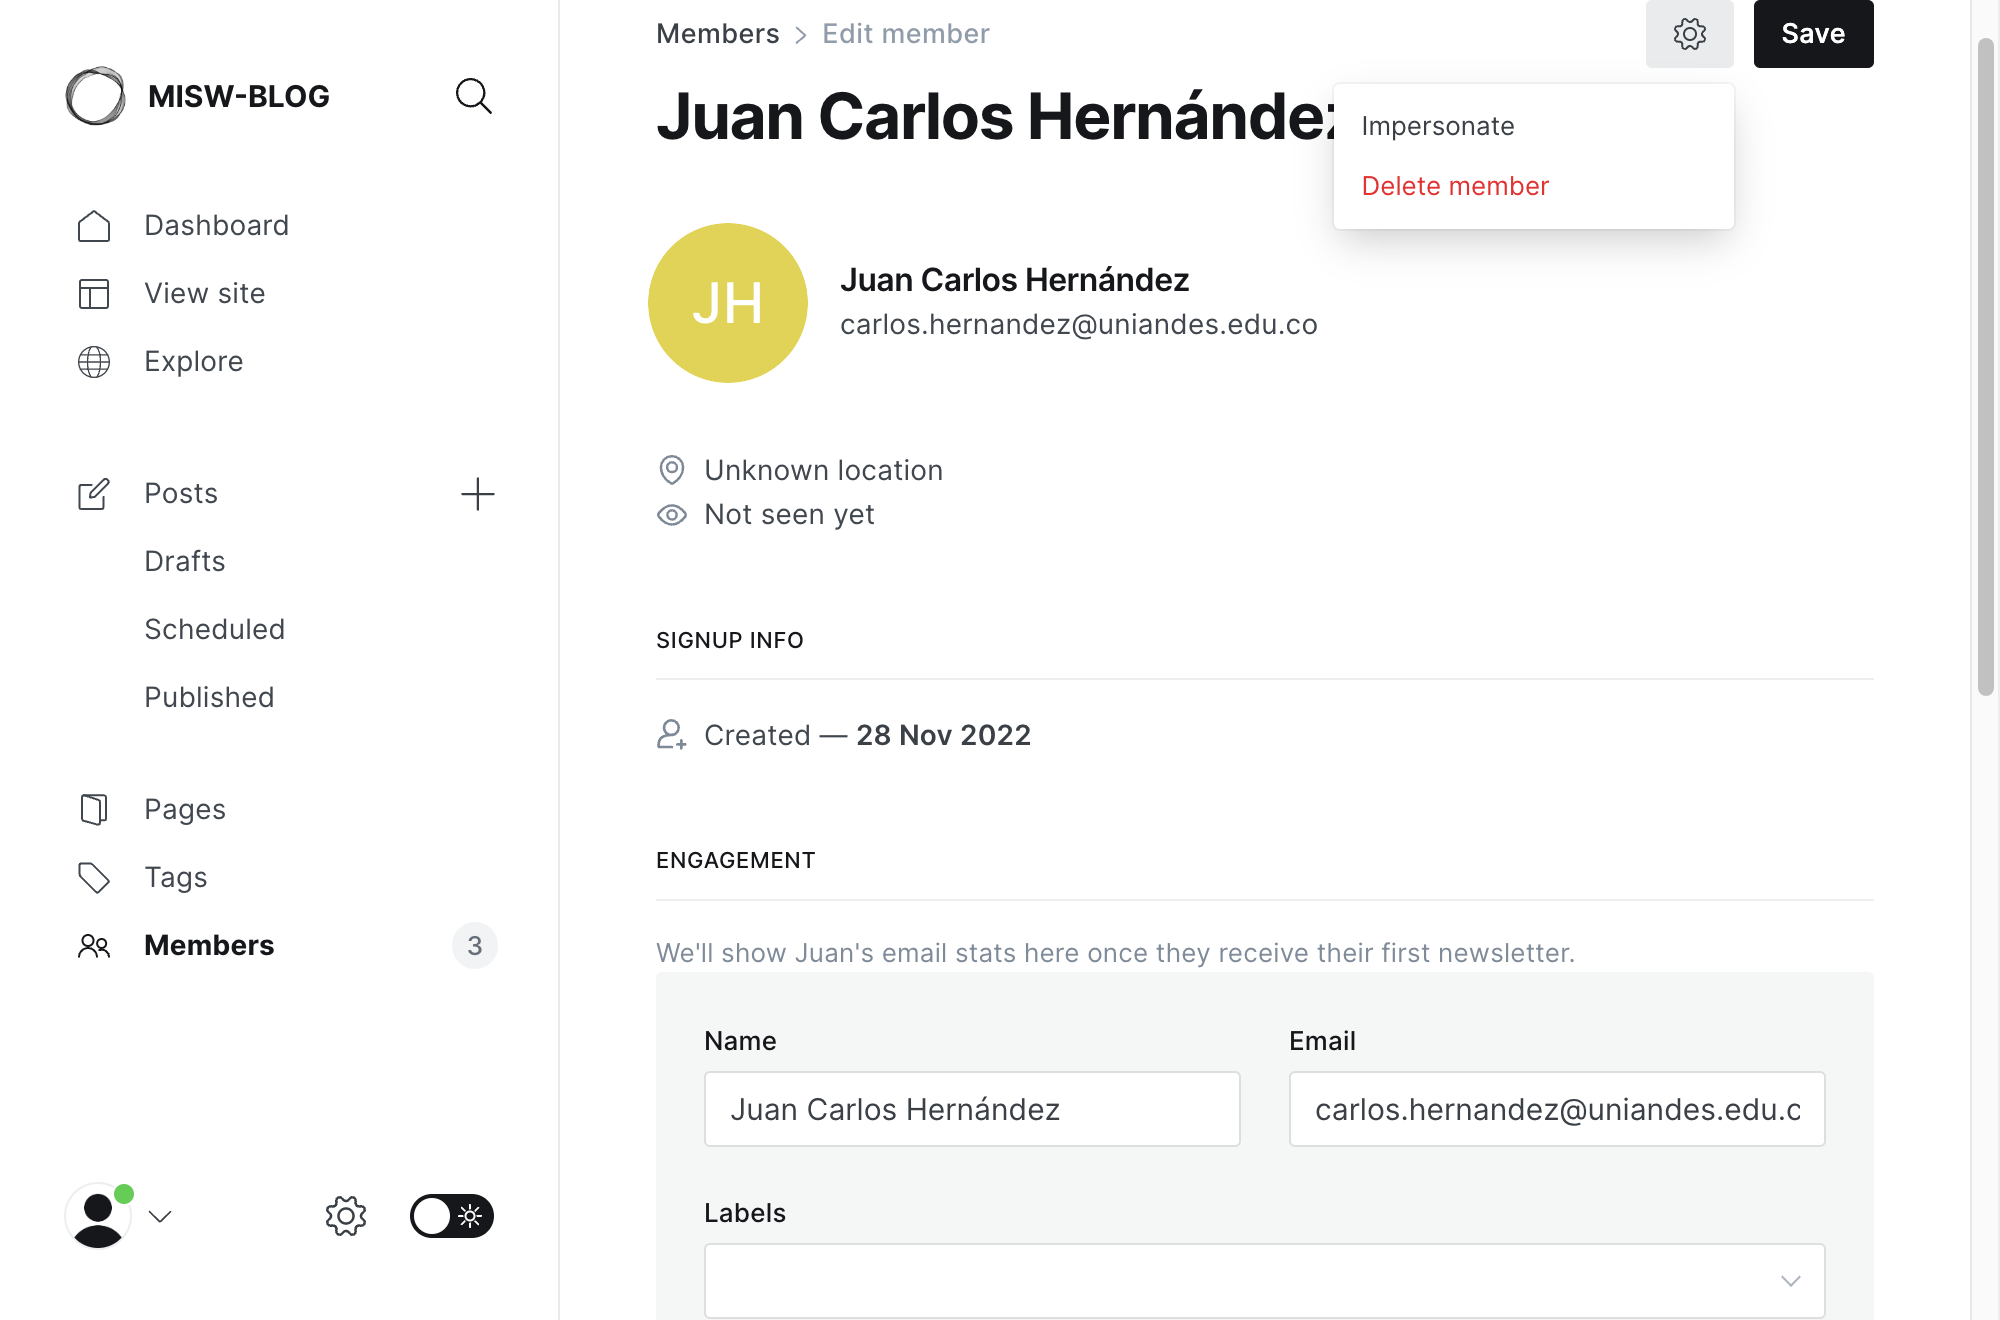 MISW-BLOG
Dashboard
View site
Explore
Posts
Drafts
Scheduled
Published
Pages
Tags
Members
3
Members > Edit member
Save
Juan Carlos Hernández
Impersonate
Delete member
JH
Juan Carlos Hernández
carlos.hernandez@uniandes.edu.co
Unknown location
Not seen yet
SIGNUP INFO
Created — 28 Nov 2022
ENGAGEMENT
We'll show Juan's email stats here once they receive their first newsletter.
Name
Email
Juan Carlos Hernández
carlos.hernandez@uniandes.edu.c
Labels